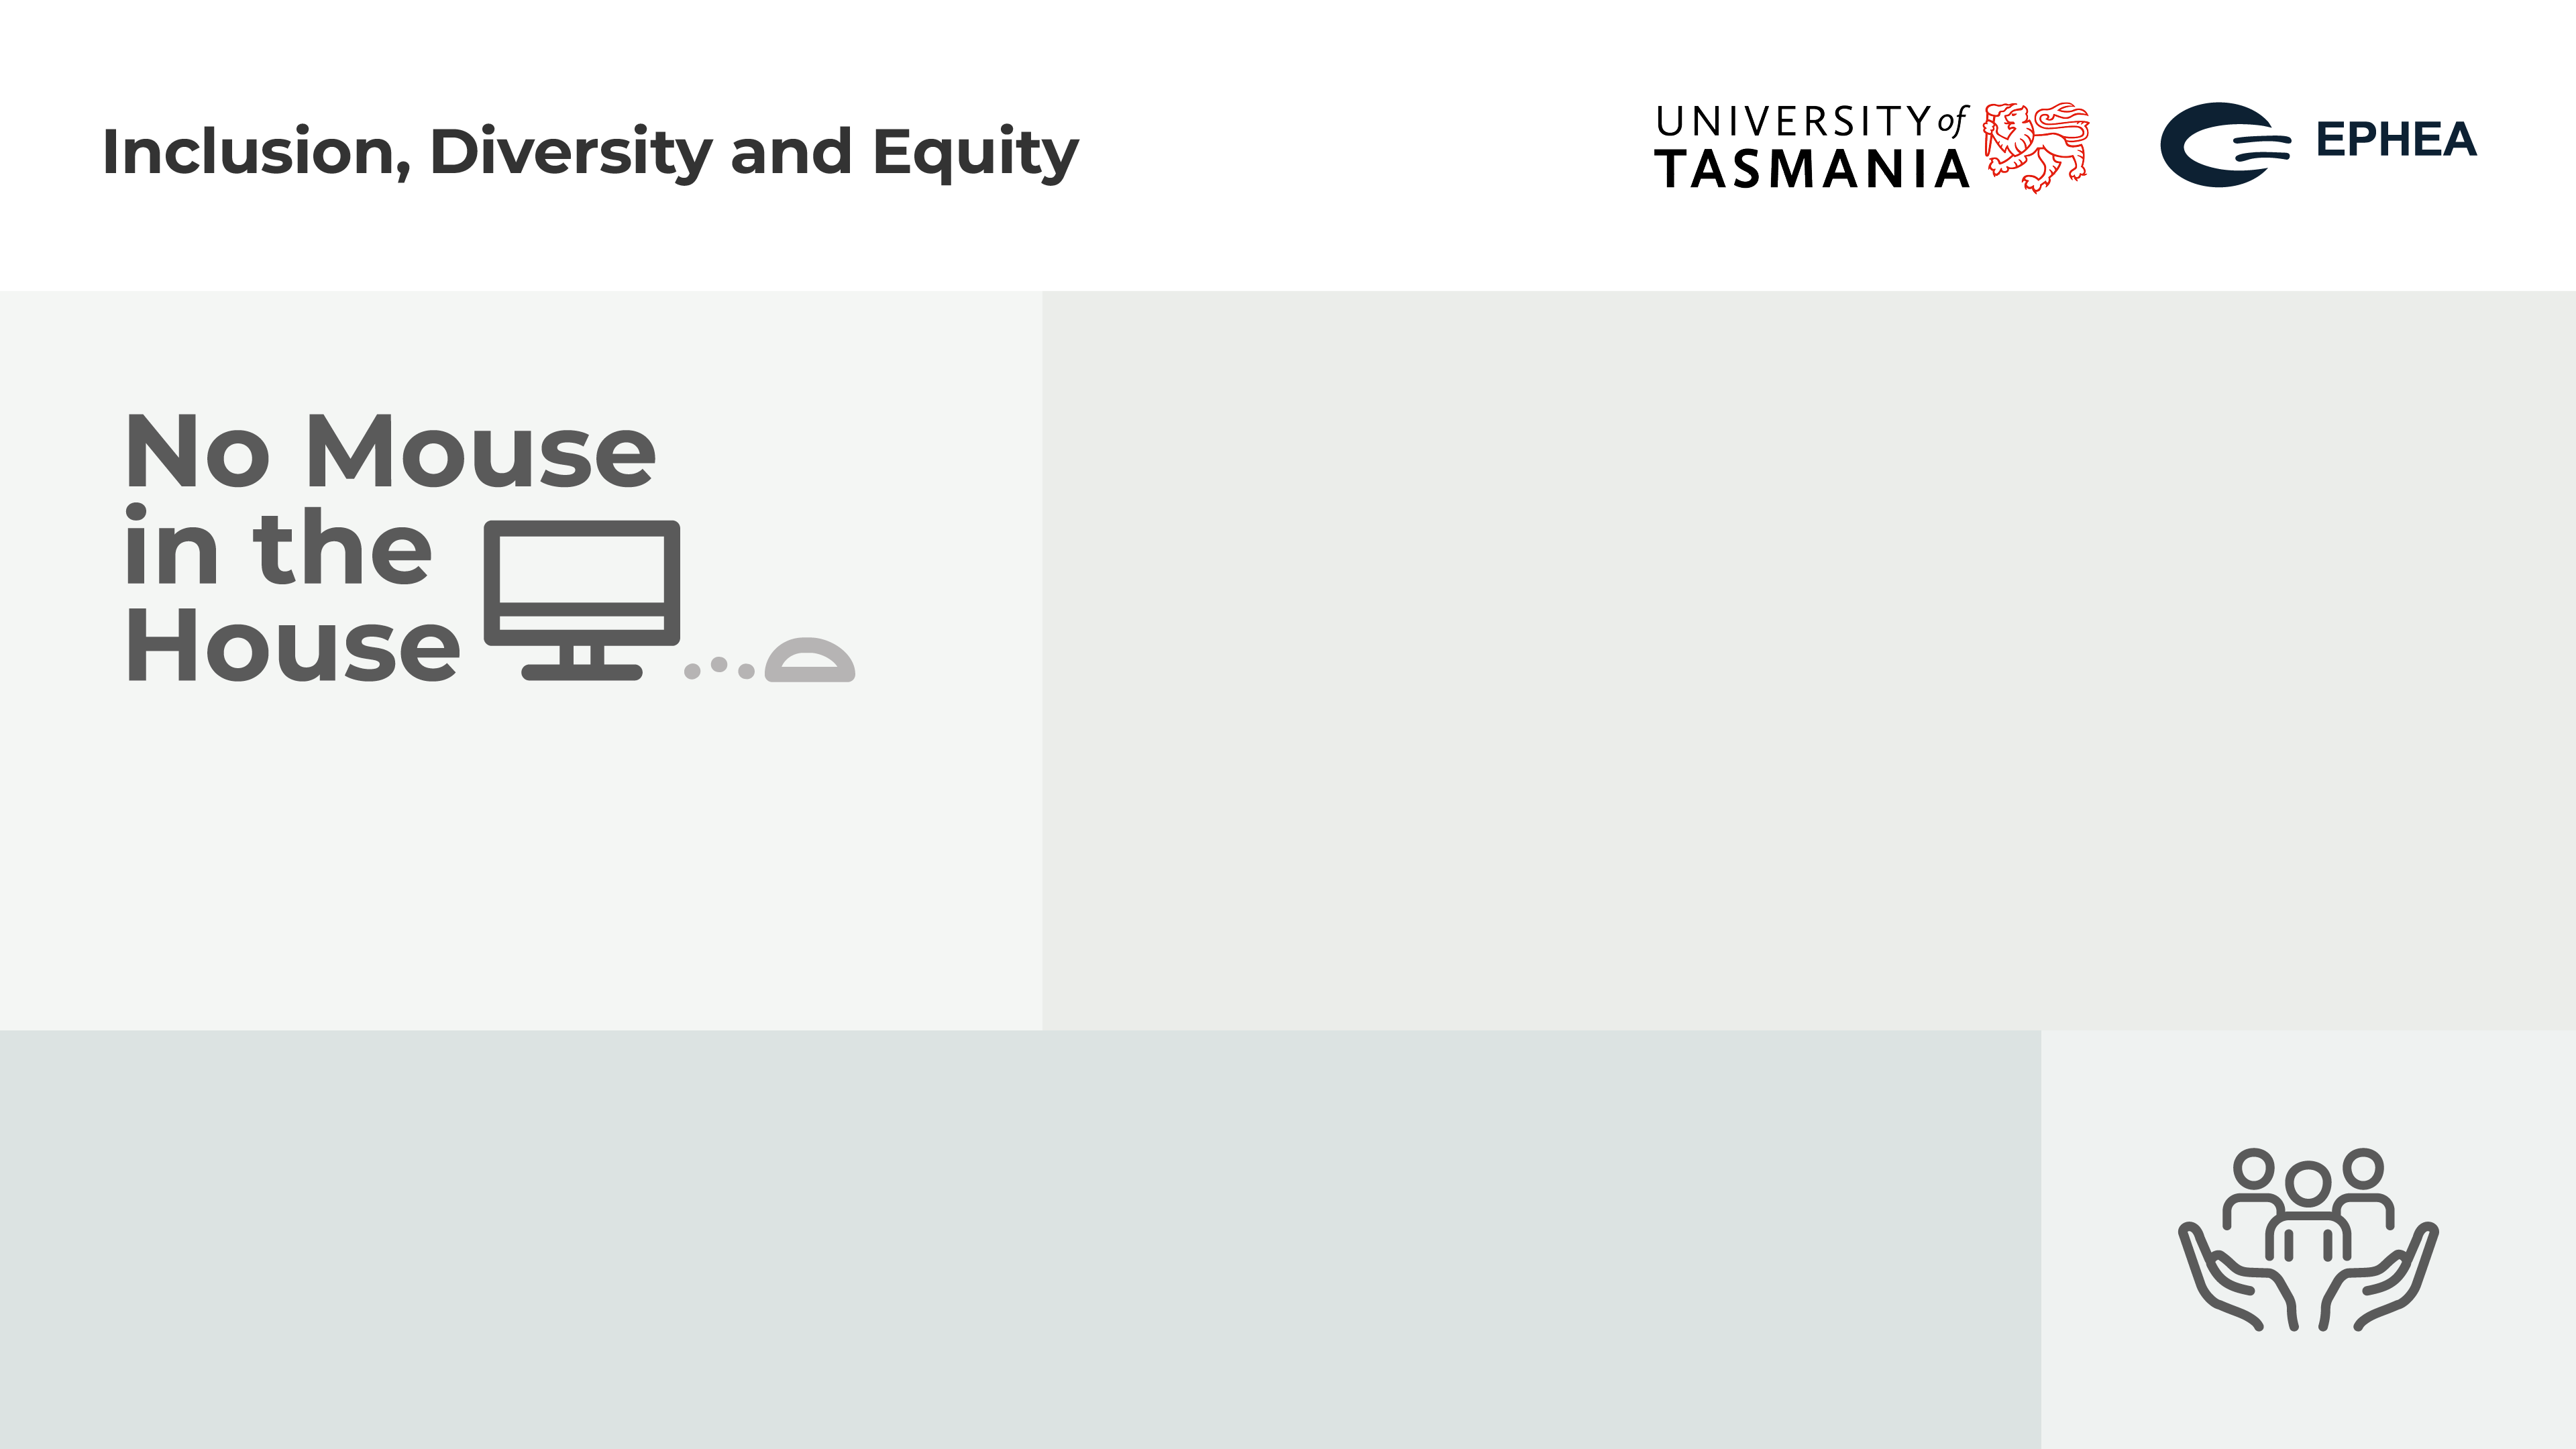 Inclusion, Diversity and Equity
UNIVERSITY of
TASMANIA
EPHEA
No Mouse
in the
House